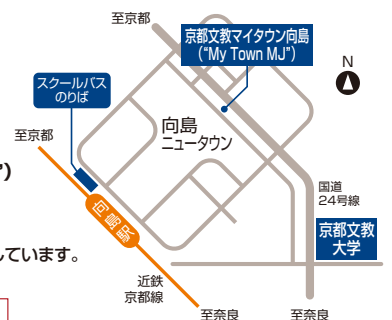 至京都
京都文教マイタウン向島
(“My Town MJ”)
N
スクールバス
のりば
至京都
向島
ニュータウン
”)
向島駅
国道
24号線
京都文教
大学
しています。
近鉄
京都線
至奈良
至奈良